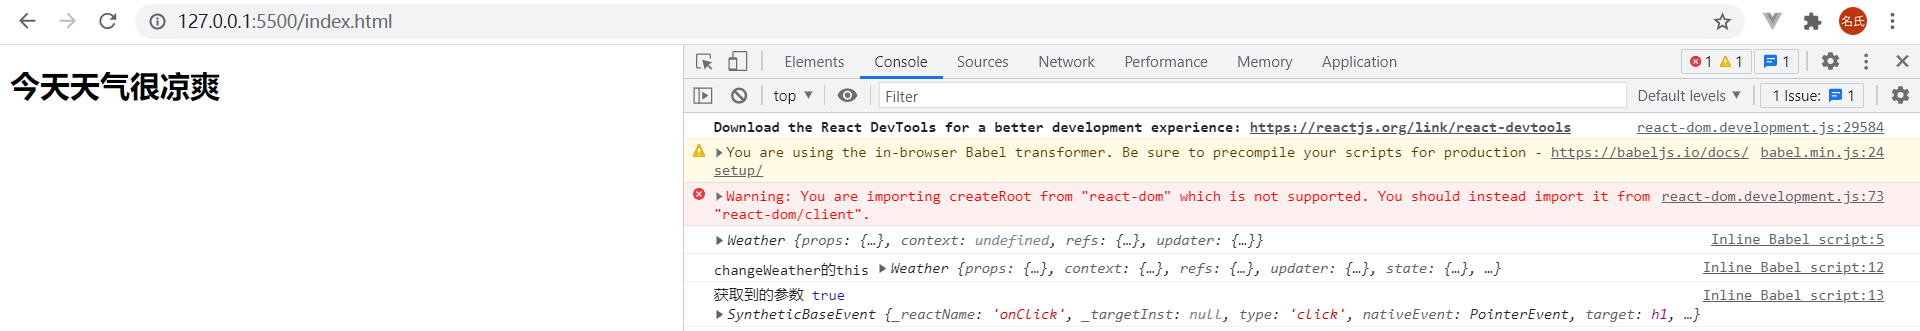 127.0.0.1:5500/index.html
名氏
今天天气很凉爽
Elements Console Sources Network Performance Memory Application 1 1 1
top Filter Default levels 1 Issue: 1
Download the React DevTools for a better development experience: https://reactjs.org/link/react-devtools react-dom.development.js:29584
You are using the in-browser Babel transformer. Be sure to precompile your scripts for production - https://babeljs.io/docs/ babel.min.js:24
setup/
Warning: You are importing createRoot from "react-dom" which is not supported. You should instead import it from react-dom.development.js:73
"react-dom/client".
Weather {props: {…}, context: undefined, refs: {…}, updater: {…}} Inline Babel script:5
changeWeather的this Weather {props: {…}, context: {…}, refs: {…}, updater: {…}, state: {…}, …} Inline Babel script:12
获取到的参数 true Inline Babel script:13
SyntheticBaseEvent {_reactName: 'onClick', _targetInst: null, type: 'click', nativeEvent: PointerEvent, target: h1, …}